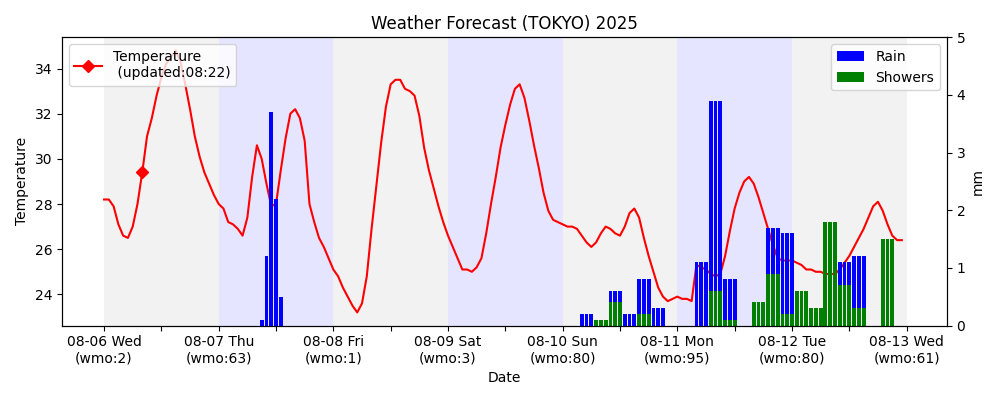 Weather Forecast (TOKYO) 2025
Temperature
(updated:08:22)
Rain
Showers
Temperature
34
32
30
28
26
24
mm
5
4
3
2
1
0
08-06 Wed
(wmo:2)
08-07 Thu
(wmo:63)
08-08 Fri
(wmo:1)
08-09 Sat
(wmo:3)
08-10 Sun
(wmo:80)
08-11 Mon
(wmo:95)
08-12 Tue
(wmo:80)
08-13 Wed
(wmo:61)
Date